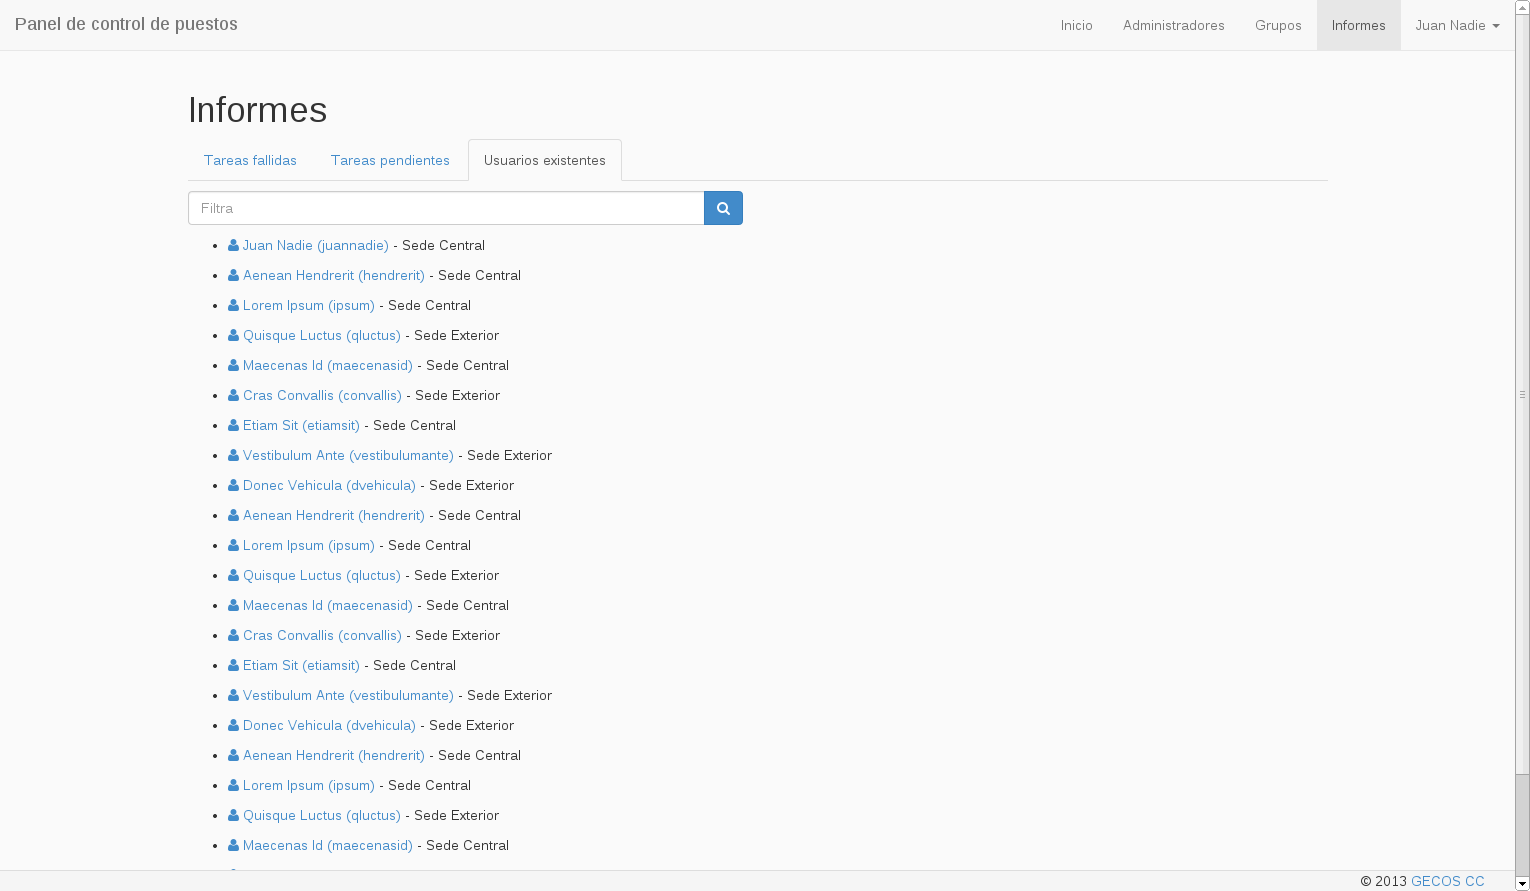 Panel de control de puestos Inicio Administradores Grupos Informes Juan Nadie
Informes
Tareas fallidas Tareas pendientes Usuarios existentes
Filtra
Juan Nadie (juannadie) - Sede Central
Aenean Hendrerit (hendrerit) - Sede Central
Lorem Ipsum (ipsum) - Sede Central
Quisque Luctus (qluctus) - Sede Exterior
Maecenas Id (maecenasid) - Sede Central
Cras Convallis (convallis) - Sede Exterior
Etiam Sit (etiamsit) - Sede Central
Vestibulum Ante (vestibulumante) - Sede Exterior
Donec Vehicula (dvehicula) - Sede Exterior
Aenean Hendrerit (hendrerit) - Sede Central
Lorem Ipsum (ipsum) - Sede Central
Quisque Luctus (qluctus) - Sede Exterior
Maecenas Id (maecenasid) - Sede Central
Cras Convallis (convallis) - Sede Exterior
Etiam Sit (etiamsit) - Sede Central
Vestibulum Ante (vestibulumante) - Sede Exterior
Donec Vehicula (dvehicula) - Sede Exterior
Aenean Hendrerit (hendrerit) - Sede Central
Lorem Ipsum (ipsum) - Sede Central
Quisque Luctus (qluctus) - Sede Exterior
Maecenas Id (maecenasid) - Sede Central
© 2013 GECOS CC